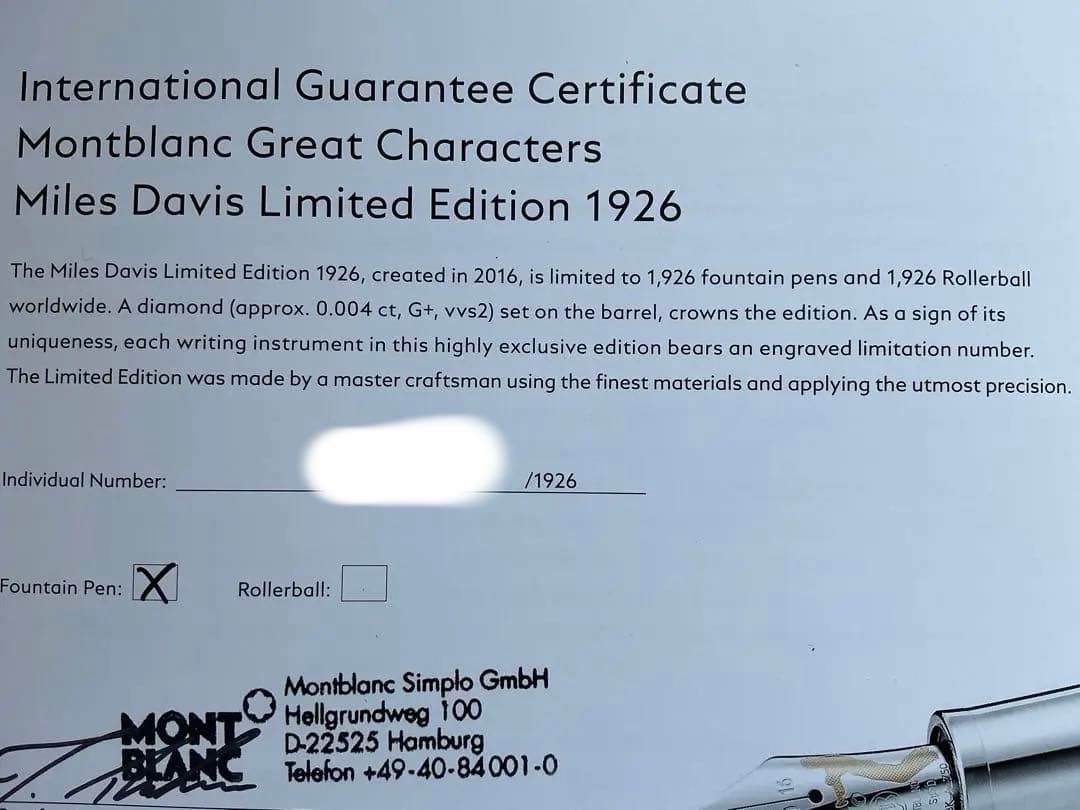 International Guarantee Certificate
Montblanc Great Characters
Miles Davis Limited Edition 1926
The Miles Davis Limited Edition 1926, created in 2016, is limited to 1,926 fountain pens and 1,926 Rollerball
worldwide. A diamond (approx. 0.004 ct, G+, vvs2) set on the barrel, crowns the edition. As a sign of its
uniqueness, each writing instrument in this highly exclusive edition bears an engraved limitation number.
The Limited Edition was made by a master craftsman using the finest materials and applying the utmost precision.
Individual Number: /1926
Fountain Pen: X Rollerball:
MONT
BLANC
Montblanc Simplo GmbH
Hellgrundweg 100
D-22525 Hamburg
Telefon +49-40-84 001-0